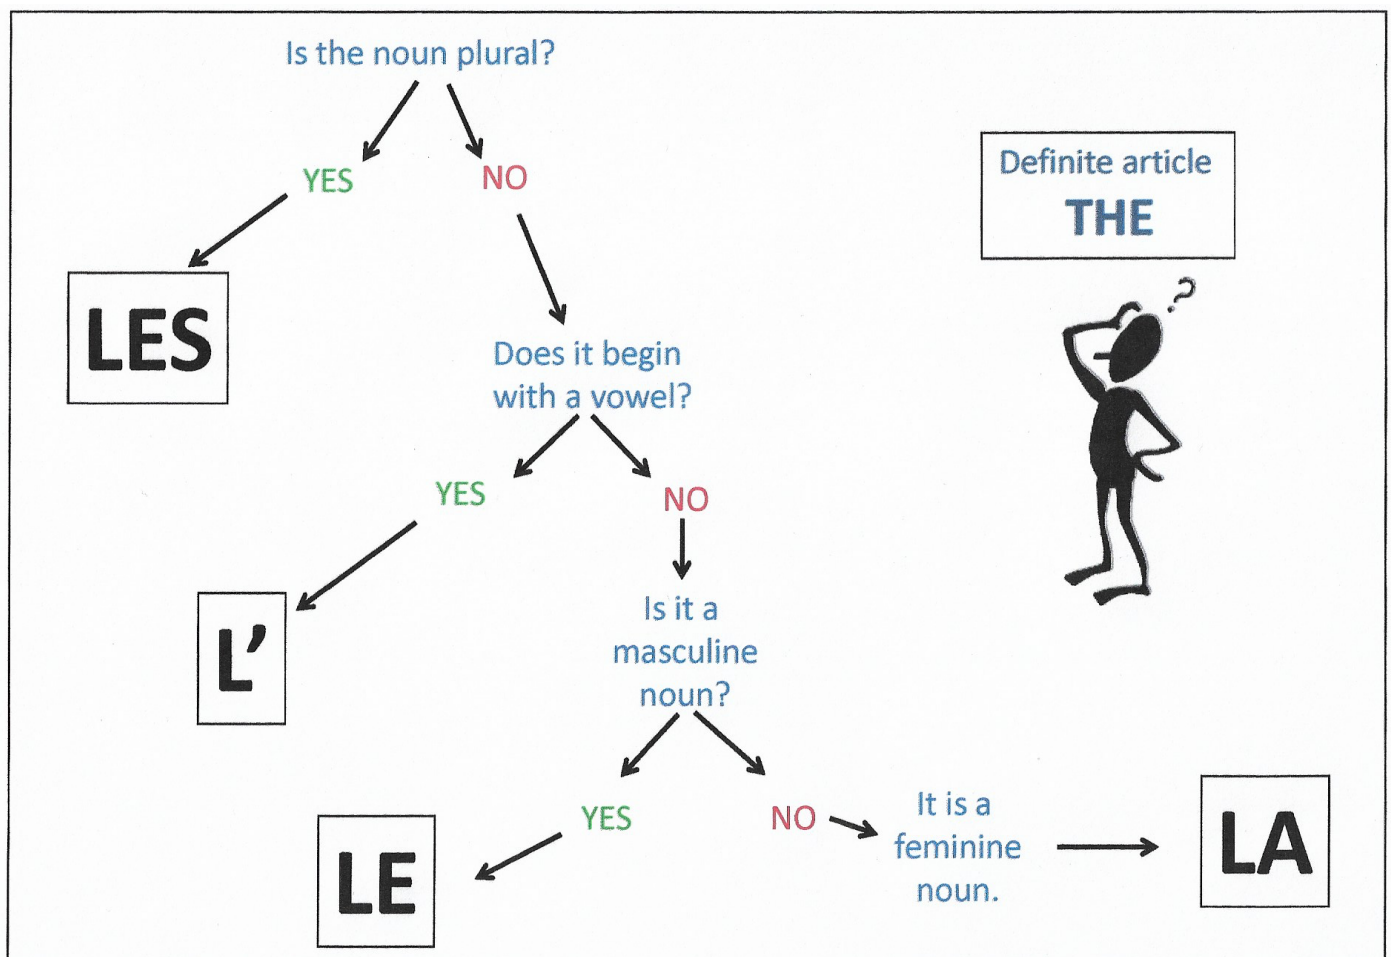 Is the noun plural?
YES
NO
Definite article
THE
?
LES
Does it begin
with a vowel?
YES
NO
L’
Is it a
masculine
noun?
YES
NO
It is a
feminine
noun.
LE
LA